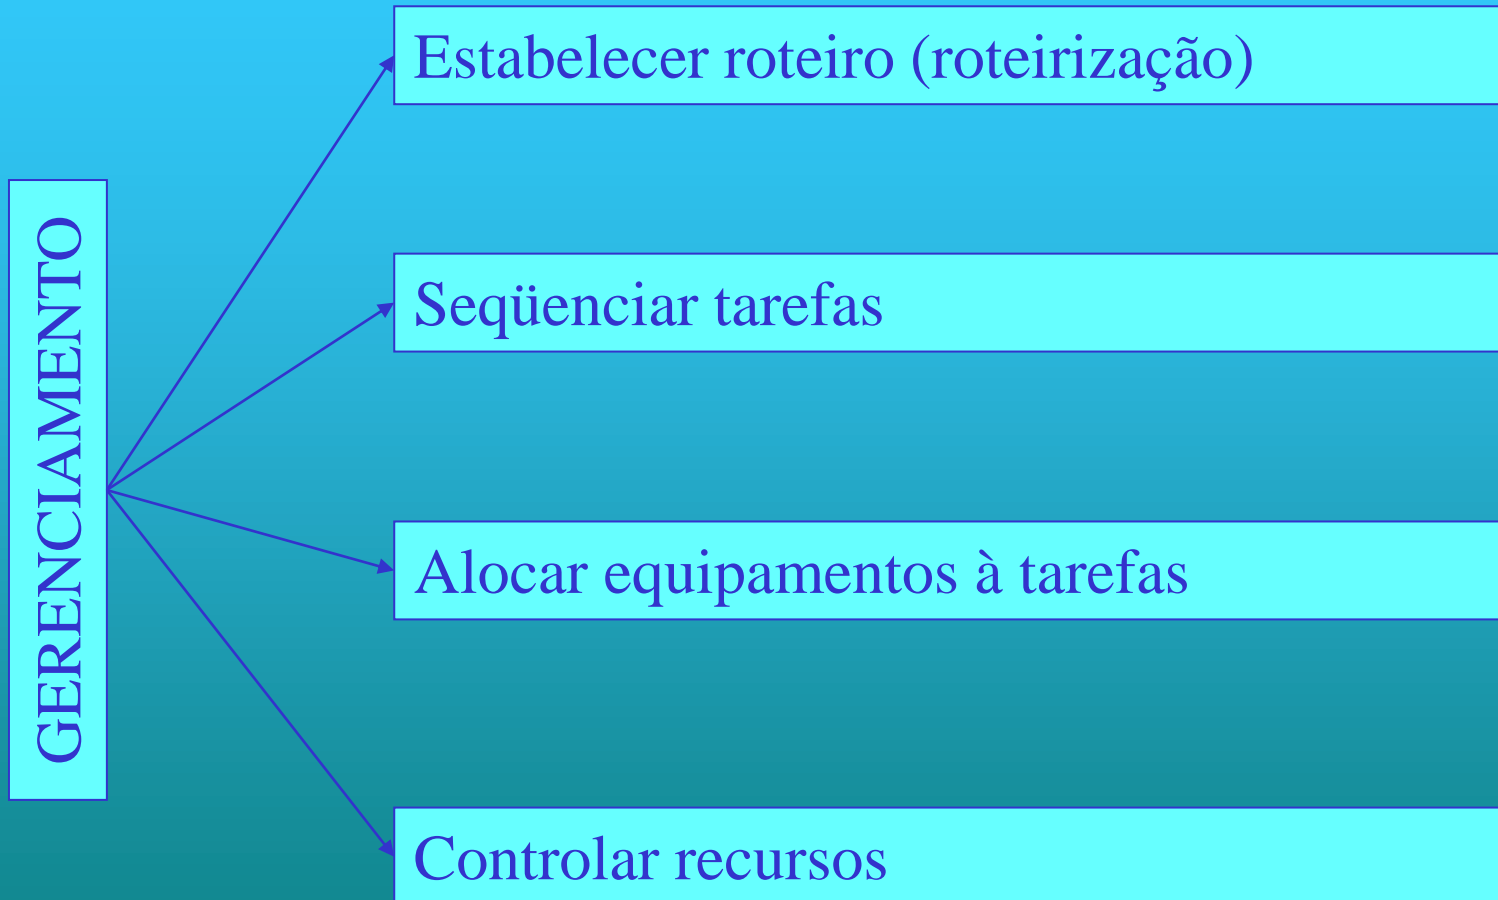 GERENCIAMENTO
Estabelecer roteiro (roteirização)
Seqüenciar tarefas
Alocar equipamentos à tarefas
Controlar recursos